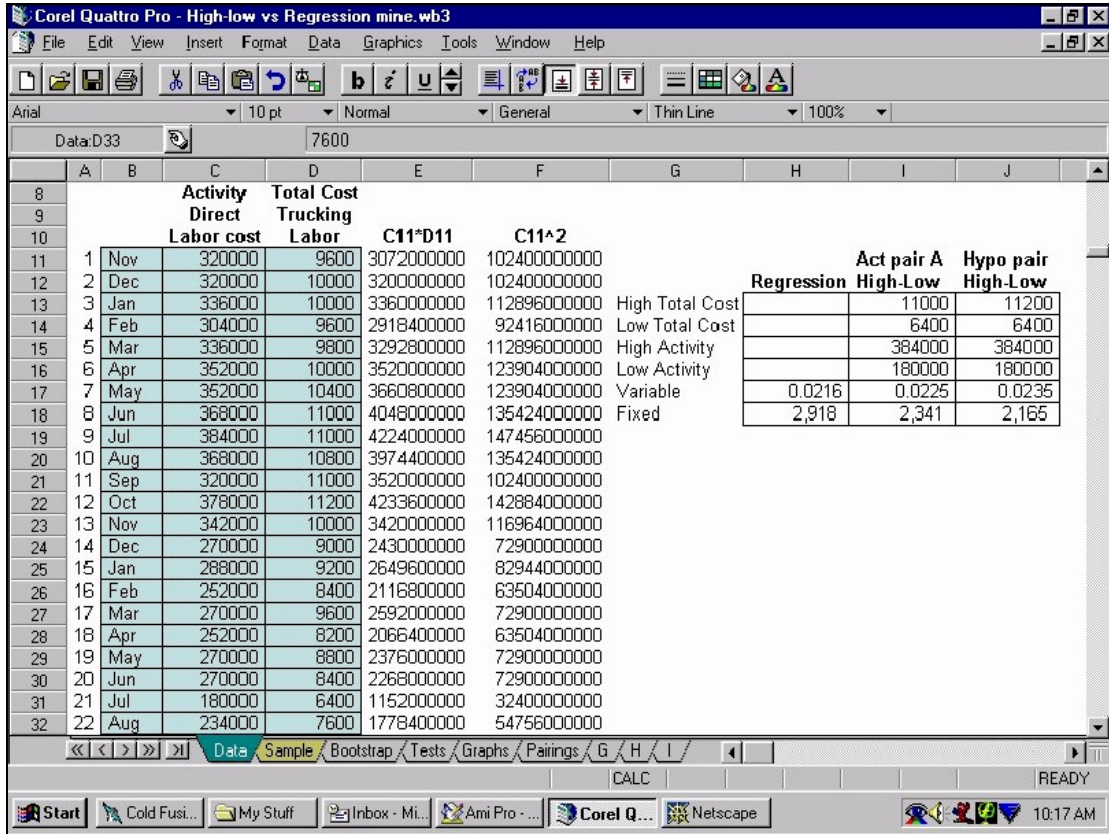 Corel Quattro Pro - High-low vs Regression mine.wb3
File Edit View Insert Format Data Graphics Tools Window Help
b i u
Arial 10 pt Normal General Thin Line 100%
Data:D33 7600
A B C D E F G H I J
8 Activity Total Cost
9 Direct Trucking
10 Labor cost Labor C11*D11 C11^2
11 1 Nov 320000 9600 3072000000 102400000000 Act pair A Hypo pair
12 2 Dec 320000 10000 3200000000 102400000000 Regression High-Low High-Low
13 3 Jan 336000 10000 3360000000 112896000000 High Total Cost 11000 11200
14 4 Feb 304000 9600 2918400000 92416000000 Low Total Cost 6400 6400
15 5 Mar 336000 9800 3292800000 112896000000 High Activity 384000 384000
16 6 Apr 352000 10000 3520000000 123904000000 Low Activity 180000 180000
17 7 May 352000 10400 3660800000 123904000000 Variable 0.0216 0.0225 0.0235
18 8 Jun 368000 11000 4048000000 135424000000 Fixed 2,918 2,341 2,165
19 9 Jul 384000 11000 4224000000 147456000000
20 10 Aug 368000 10800 3974400000 135424000000
21 11 Sep 320000 11000 3520000000 102400000000
22 12 Oct 378000 11200 4233600000 142884000000
23 13 Nov 342000 10000 3420000000 116964000000
24 14 Dec 270000 9000 2430000000 72900000000
25 15 Jan 288000 9200 2649600000 82944000000
26 16 Feb 252000 8400 2116800000 63504000000
27 17 Mar 270000 9600 2592000000 72900000000
28 18 Apr 252000 8200 2066400000 63504000000
29 19 May 270000 8800 2376000000 72900000000
30 20 Jun 270000 8400 2268000000 72900000000
31 21 Jul 180000 6400 1152000000 32400000000
32 22 Aug 234000 7600 1778400000 54756000000
Data Sample Bootstrap Tests Graphs Pairings G H I
CALC READY
Start Cold Fusi... My Stuff Inbox - Mi... Ami Pro - ... Corel Q... Netscape 10:17 AM